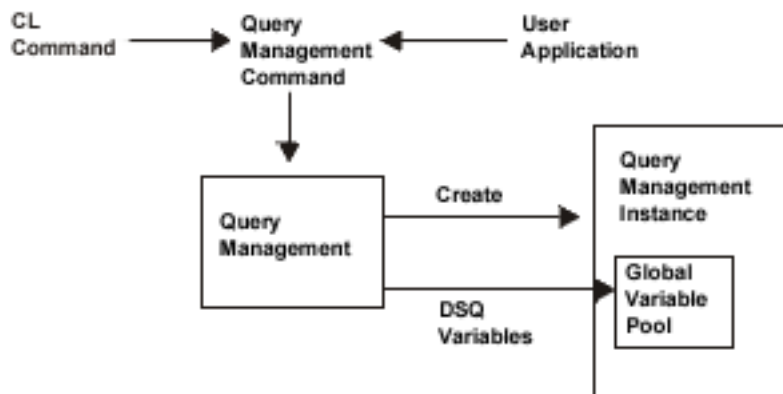 CL
Command
Query
Management
Command
User
Application
Query
Management
Create
DSQ
Variables
Query
Management
Instance
Global
Variable
Pool